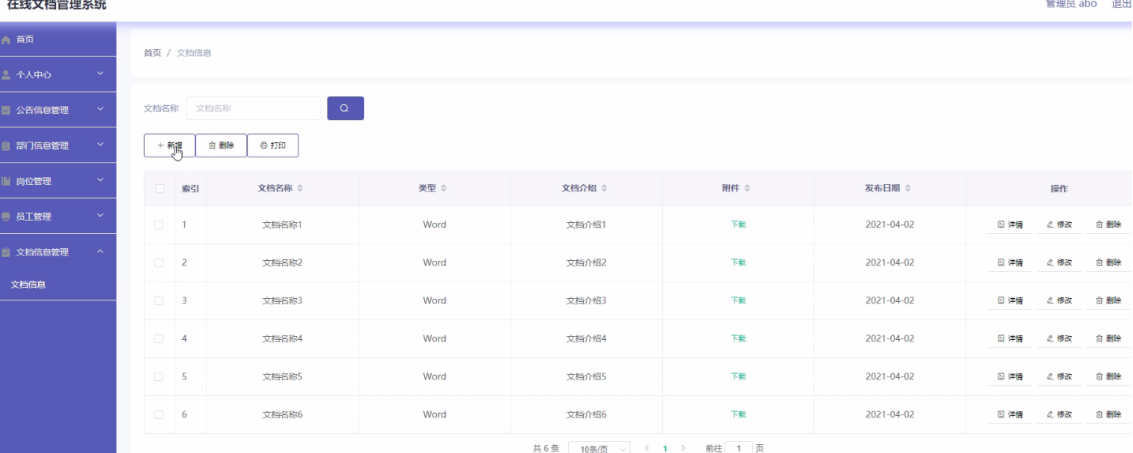 在线文档管理系统
管理员 abo 退出
首页
个人中心
公告信息管理
部门信息管理
岗位管理
员工管理
文档信息管理
文档信息
首页 / 文档信息
文档名称 文档名称
+ 新增 删除 打印
索引 文档名称 类型 文档介绍 附件 发布日期 操作
1 文档名称1 Word 文档介绍1 下载 2021-04-02 详情 修改 删除
2 文档名称2 Word 文档介绍2 下载 2021-04-02 详情 修改 删除
3 文档名称3 Word 文档介绍3 下载 2021-04-02 详情 修改 删除
4 文档名称4 Word 文档介绍4 下载 2021-04-02 详情 修改 删除
5 文档名称5 Word 文档介绍5 下载 2021-04-02 详情 修改 删除
6 文档名称6 Word 文档介绍6 下载 2021-04-02 详情 修改 删除
共 6 条 10条/页 < 1 > 前往 1 页